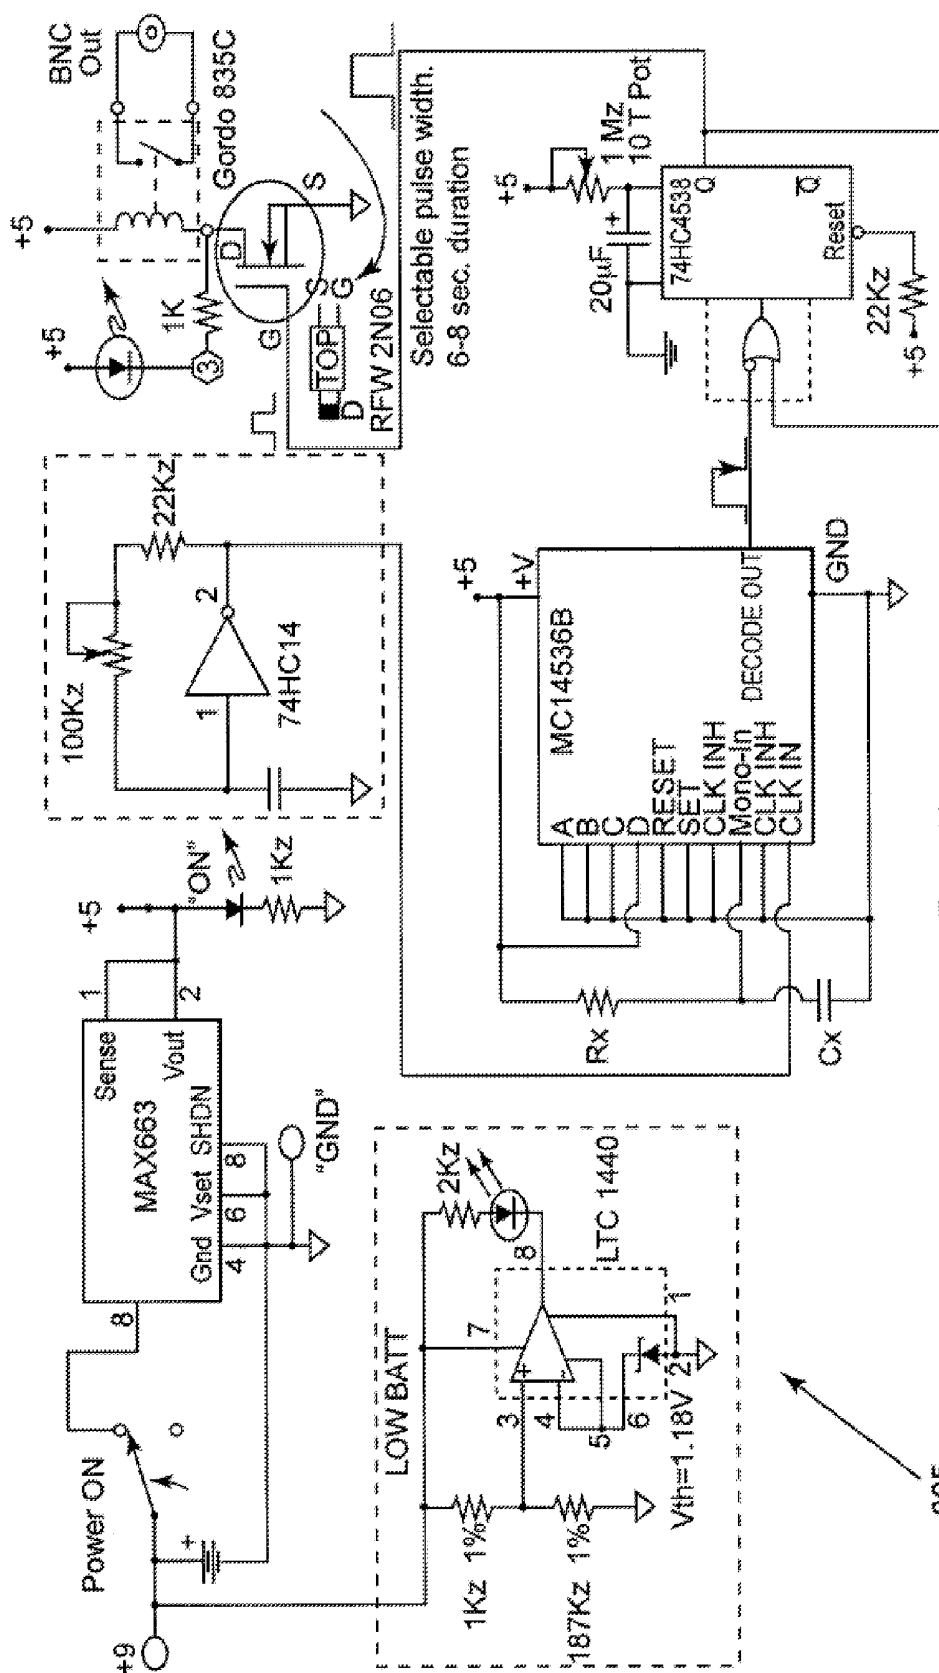 +9
Power ON
+
8
MAX663
Sense
1
Vout
2
Gnd
Vset
SHDN
4
6
8
"GND"
+5
"ON"
1Kz
100Kz
22Kz
1
2
74HC14
+5
3
1K
+5
BNC
Out
Gordo 835C
G
D
S
TOP
S
G
D
RFW 2N06
Selectable pulse width.
6-8 sec. duration
LOW BATT
1Kz 1%
187Kz 1%
3
4
5
6
7
8
2Kz
LTC 1440
+
1
2
Vth=1.18V
Rx
Cx
+5
+V
MC14536B
A
B
C
D
RESET
SET
CLK INH
Mono-In
CLK INH
CLK IN
DECODE OUT
GND
+5
1 Mz
10 T Pot
20µF
+
74HC4538
Q
Q
Reset
22Kz
+5